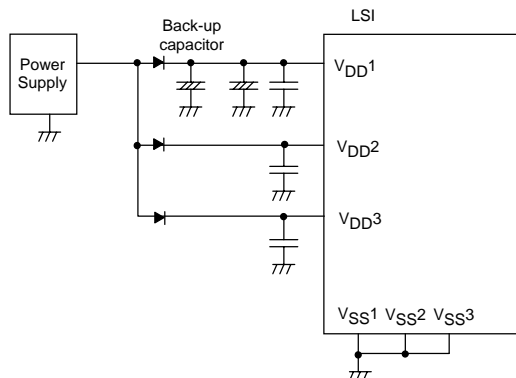 LSI
Back-up
capacitor
Power
Supply
VDD1
VDD2
VDD3
VSS1 VSS2 VSS3